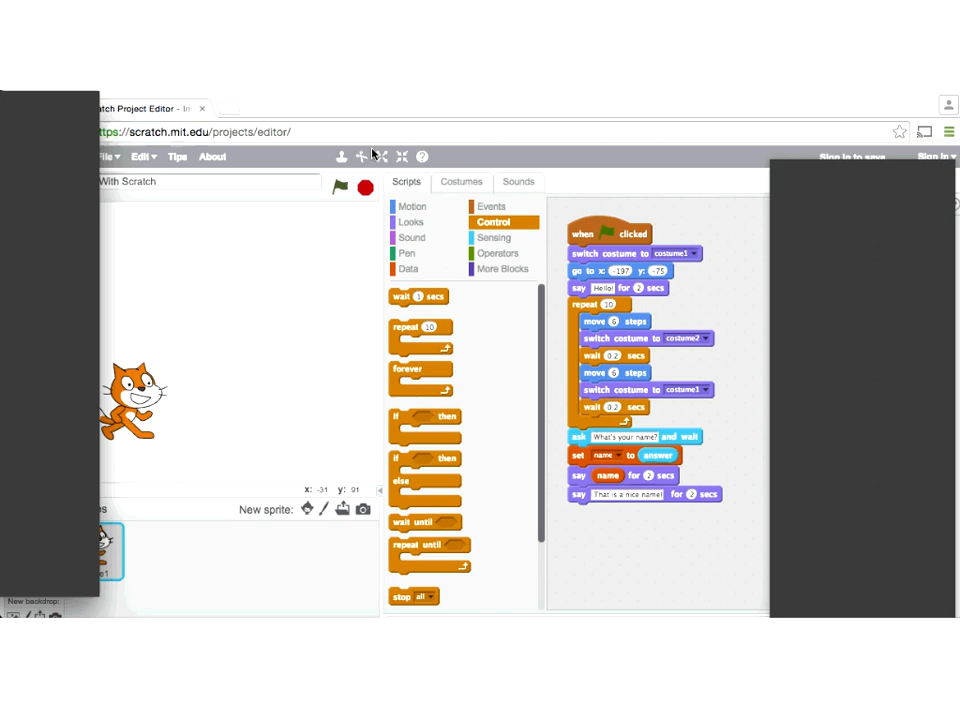 atch Project Editor - Im ×
ttps://scratch.mit.edu/projects/editor/
File Edit Tips About
Sign in to save Sign in
With Scratch
Scripts Costumes Sounds
Motion Events
Looks Control
Sound Sensing
Pen Operators
Data More Blocks
wait 1 secs
repeat 10
forever
if then
if then
else
wait until
repeat until
stop all
when clicked
switch costume to costume1
go to x: -197 y: -75
say Hello! for 2 secs
repeat 10
move 6 steps
switch costume to costume2
wait 0.2 secs
move 6 steps
switch costume to costume1
wait 0.2 secs
ask What's your name? and wait
set name to answer
say name for 2 secs
say That is a nice name! for 2 secs
x: -31 y: 91
es New sprite:
e1
New backdrop: